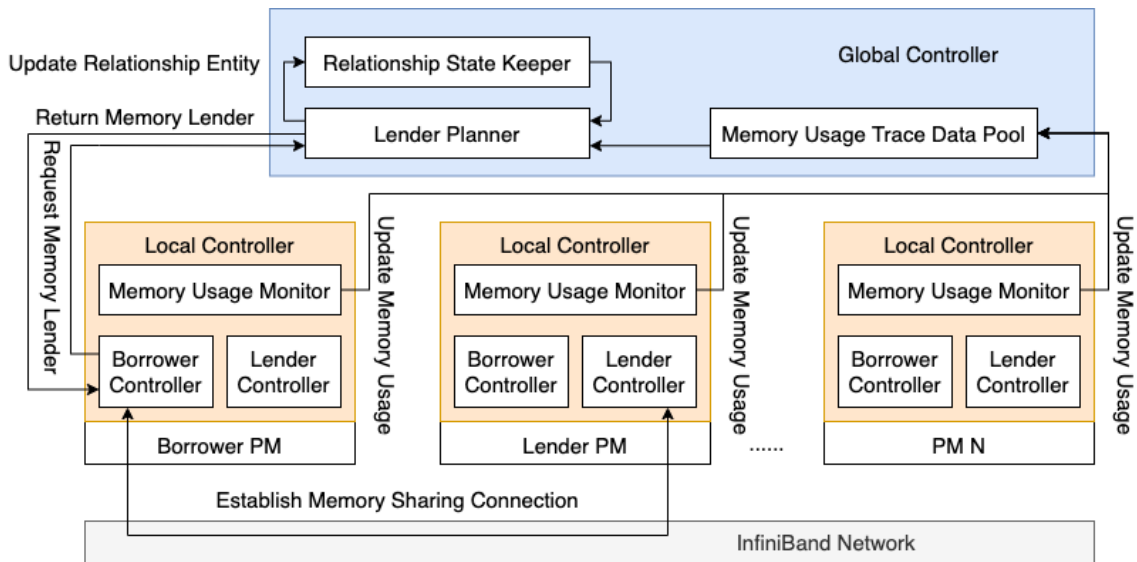 Global Controller
Update Relationship Entity
Relationship State Keeper
Return Memory Lender
Lender Planner
Memory Usage Trace Data Pool
Request Memory Lender
Local Controller
Memory Usage Monitor
Borrower
Controller
Lender
Controller
Borrower PM
Update Memory Usage
Local Controller
Memory Usage Monitor
Borrower
Controller
Lender
Controller
Lender PM
Update Memory Usage
......
Local Controller
Memory Usage Monitor
Borrower
Controller
Lender
Controller
PM N
Update Memory Usage
Establish Memory Sharing Connection
InfiniBand Network